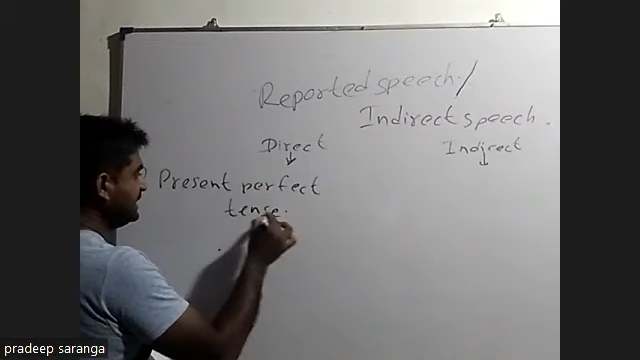 Reported speech /
Indirect speech.
Direct
Indirect
Present perfect
tense.
pradeep saranga